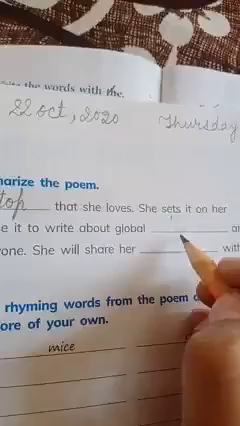 the words with the.
22 oct, 2020
Thursday
marize the poem.
top that she loves. She sets it on her
e it to write about global
one. She will share her with
rhyming words from the poem
ore of your own.
mice